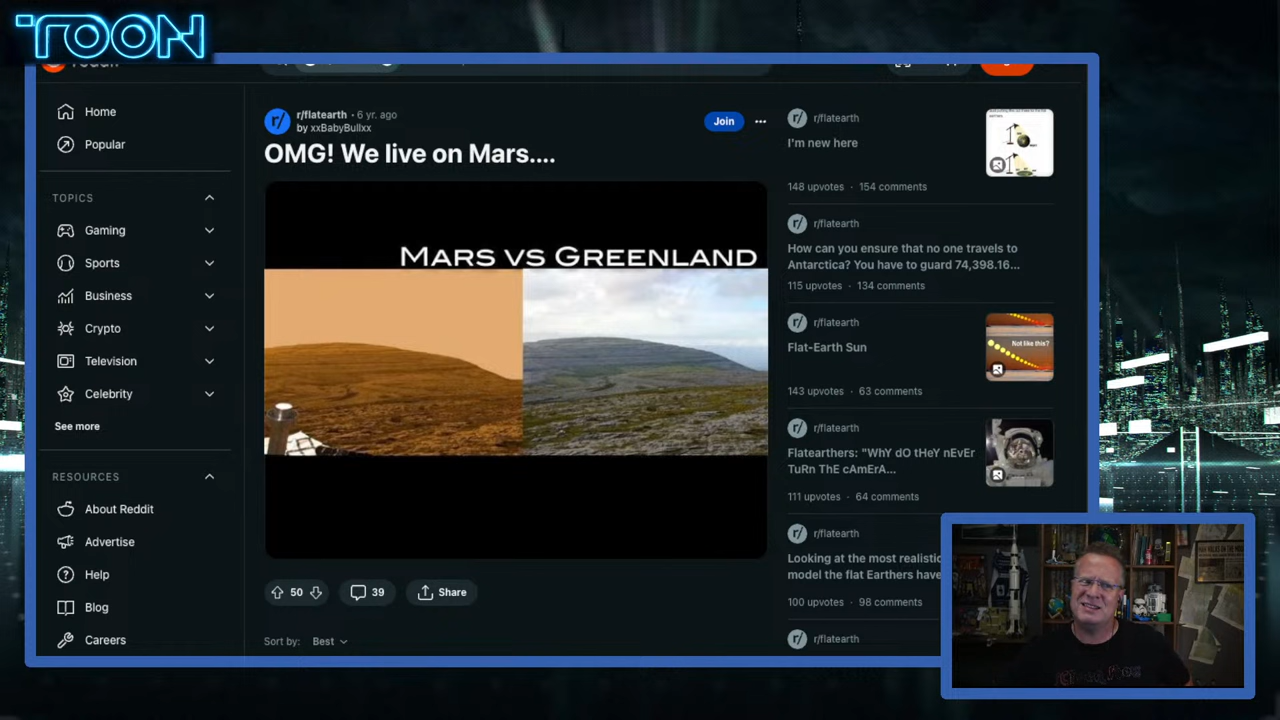 TOON
Home
Popular
TOPICS
Gaming
Sports
Business
Crypto
Television
Celebrity
See more
RESOURCES
About Reddit
Advertise
Help
Blog
Careers
r/flatearth • 6 yr. ago
by xxBabyBullxx
Join
OMG! We live on Mars....
MARS VS GREENLAND
50
39
Share
Sort by: Best
r/flatearth
I'm new here
148 upvotes · 154 comments
r/flatearth
How can you ensure that no one travels to
Antarctica? You have to guard 74,398.16...
115 upvotes · 134 comments
r/flatearth
Flat-Earth Sun
Not like this?
143 upvotes · 63 comments
r/flatearth
Flatearthers: "WhY dO tHeY nEvEr
TuRn ThE cAmErA...
111 upvotes · 64 comments
r/flatearth
Looking at the most realistic
model the flat Earthers have
100 upvotes · 98 comments
r/flatearth